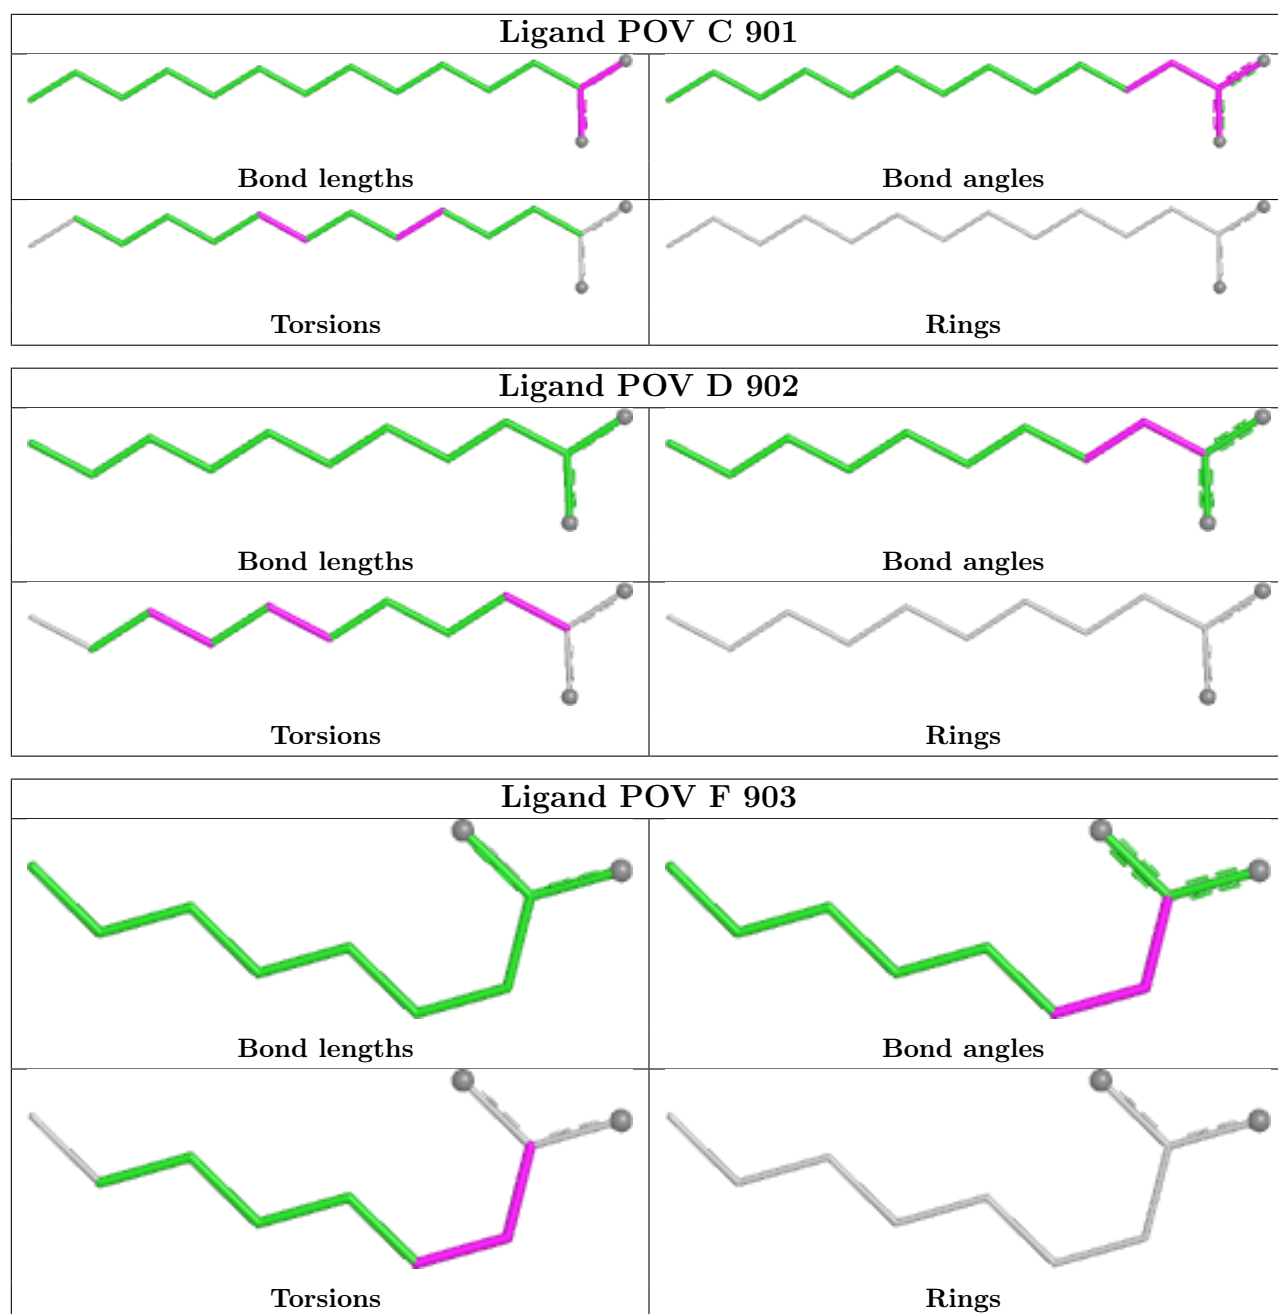 Ligand POV C 901
Bond lengths
Bond angles
Torsions
Rings
Ligand POV D 902
Bond lengths
Bond angles
Torsions
Rings
Ligand POV F 903
Bond lengths
Bond angles
Torsions
Rings